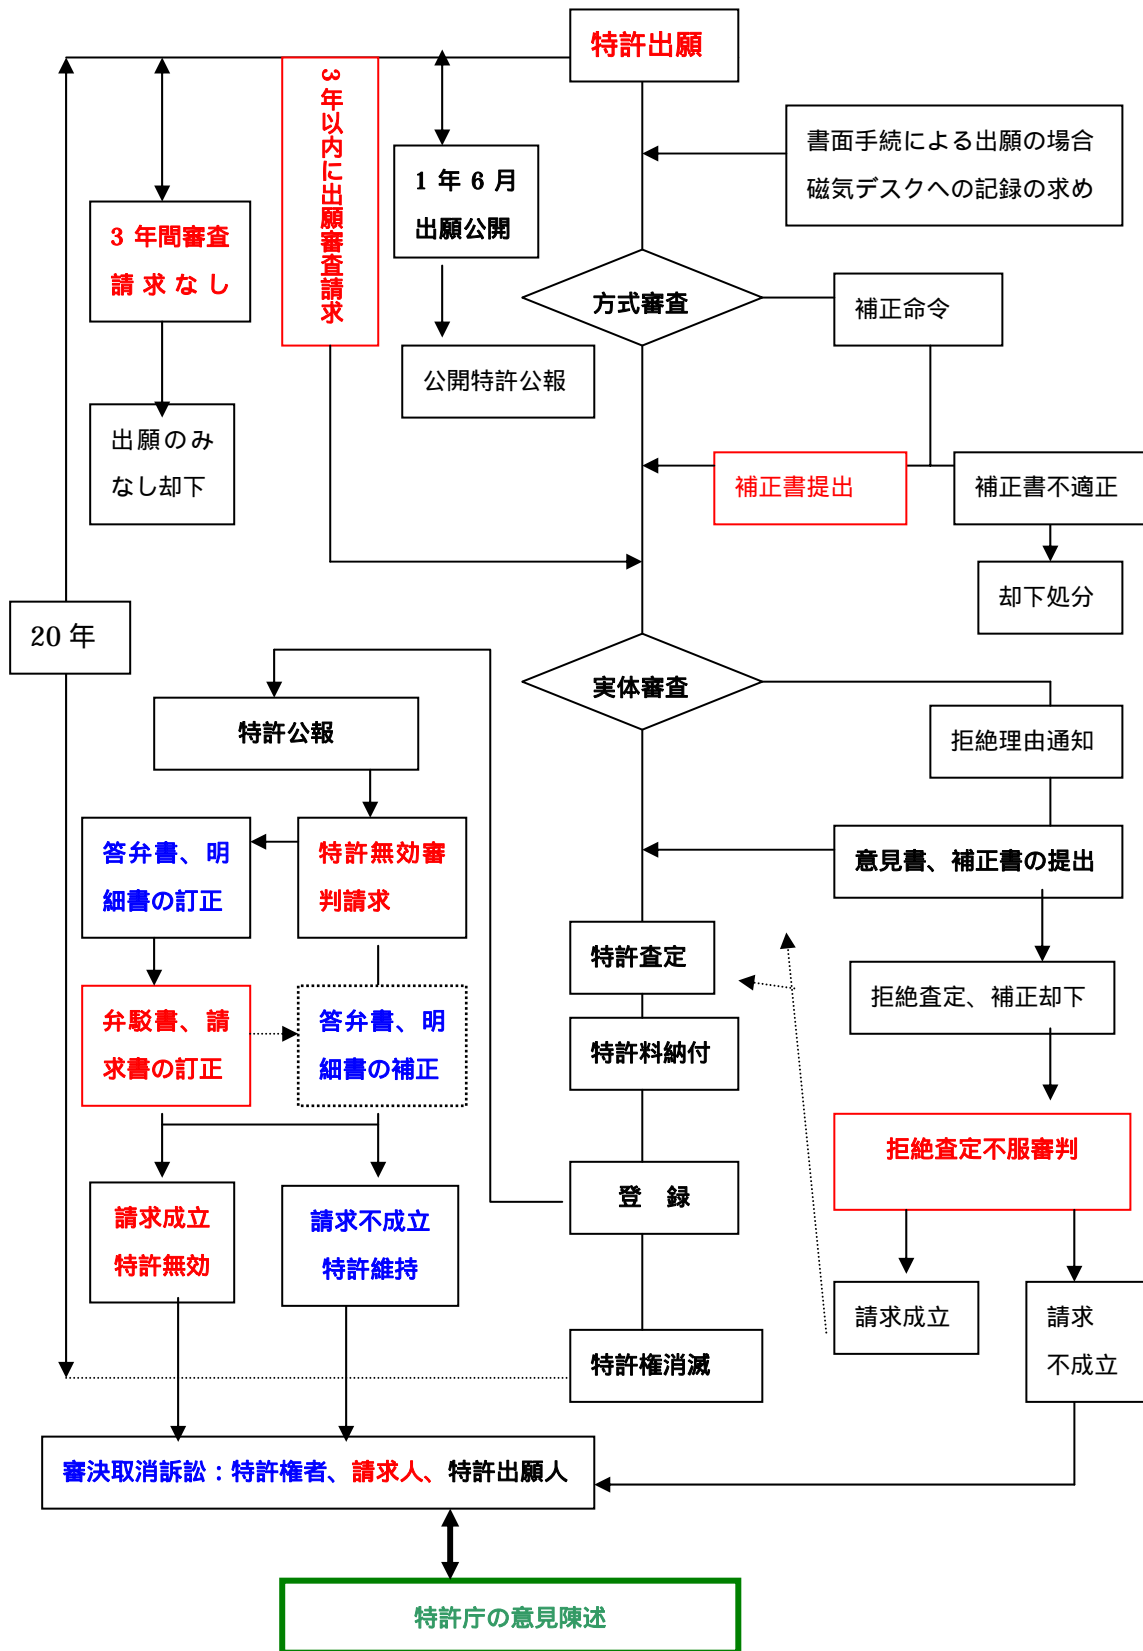 特許出願
書面手続による出願の場合
磁気デスクへの記録の求め
3年以内に出願審査請求
1 年 6 月
出願公開
3 年間審査
請求なし
方式審査
補正命令
公開特許公報
出願のみ
なし却下
補正書提出
補正書不適正
却下処分
20 年
実体審査
特許公報
拒絶理由通知
答弁書、明
細書の訂正
特許無効審
判請求
意見書、補正書の提出
特許査定
拒絶査定、補正却下
弁駁書、請
求書の訂正
答弁書、明
細書の補正
特許料納付
拒絶査定不服審判
登 録
請求成立
特許無効
請求不成立
特許維持
請求成立
請求
不成立
特許権消滅
審決取消訴訟：特許権者、請求人、特許出願人
特許庁の意見陳述